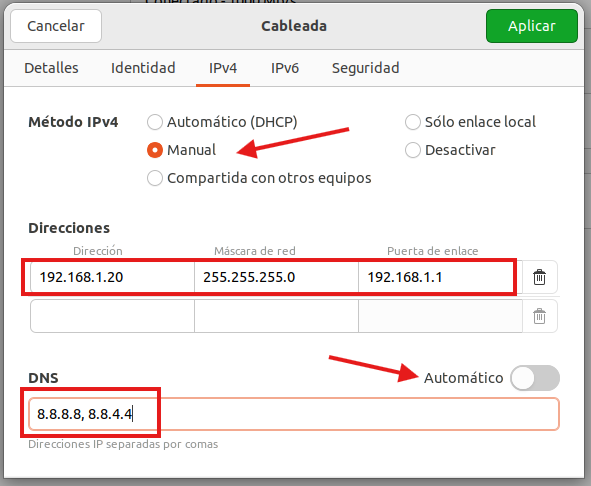 Cancelar Cableada Aplicar
Detalles Identidad IPv4 IPv6 Seguridad
Método IPv4 Automático (DHCP) Sólo enlace local
Manual Desactivar
Compartida con otros equipos
Direcciones
Dirección Máscara de red Puerta de enlace
192.168.1.20 255.255.255.0 192.168.1.1
DNS Automático
8.8.8.8, 8.8.4.4
Direcciones IP separadas por comas